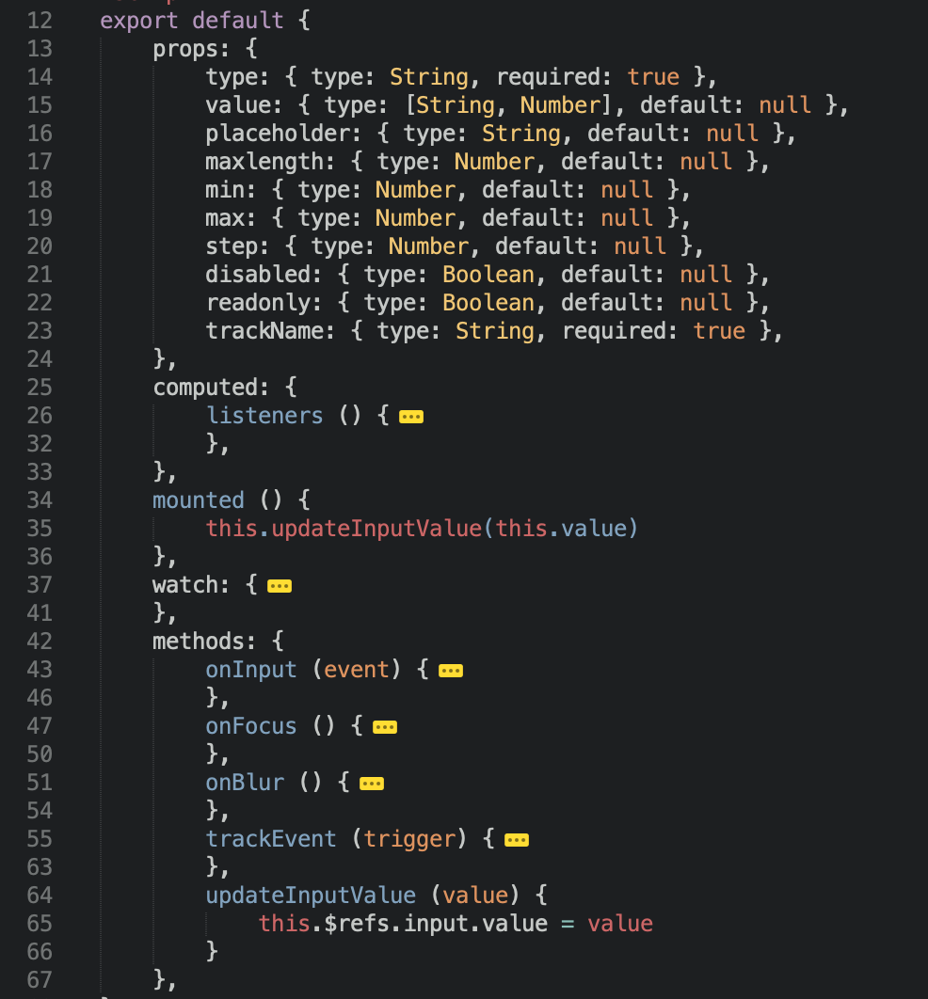 12 export default {
13 props: {
14 type: { type: String, required: true },
15 value: { type: [String, Number], default: null },
16 placeholder: { type: String, default: null },
17 maxlength: { type: Number, default: null },
18 min: { type: Number, default: null },
19 max: { type: Number, default: null },
20 step: { type: Number, default: null },
21 disabled: { type: Boolean, default: null },
22 readonly: { type: Boolean, default: null },
23 trackName: { type: String, required: true },
24 },
25 computed: {
26 listeners () { ...
32 },
33 },
34 mounted () {
35 this.updateInputValue(this.value)
36 },
37 watch: { ...
41 },
42 methods: {
43 onInput (event) { ...
46 },
47 onFocus () { ...
50 },
51 onBlur () { ...
54 },
55 trackEvent (trigger) { ...
63 },
64 updateInputValue (value) {
65 this.$refs.input.value = value
66 }
67 },